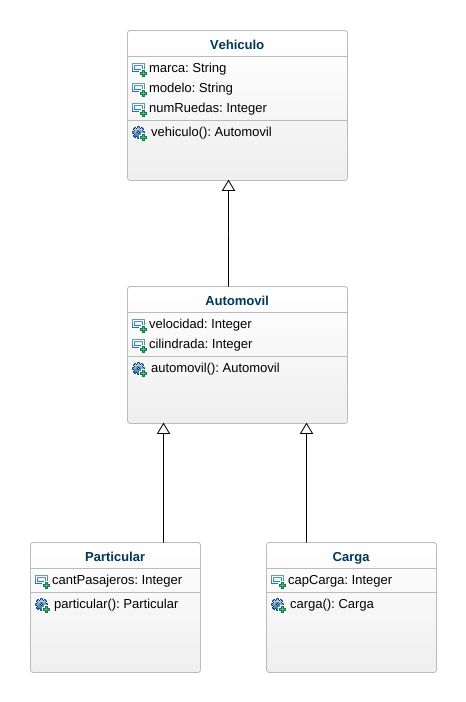 Vehiculo
marca: String
modelo: String
numRuedas: Integer
vehiculo(): Automovil
Automovil
velocidad: Integer
cilindrada: Integer
automovil(): Automovil
Particular
cantPasajeros: Integer
particular(): Particular
Carga
capCarga: Integer
carga(): Carga